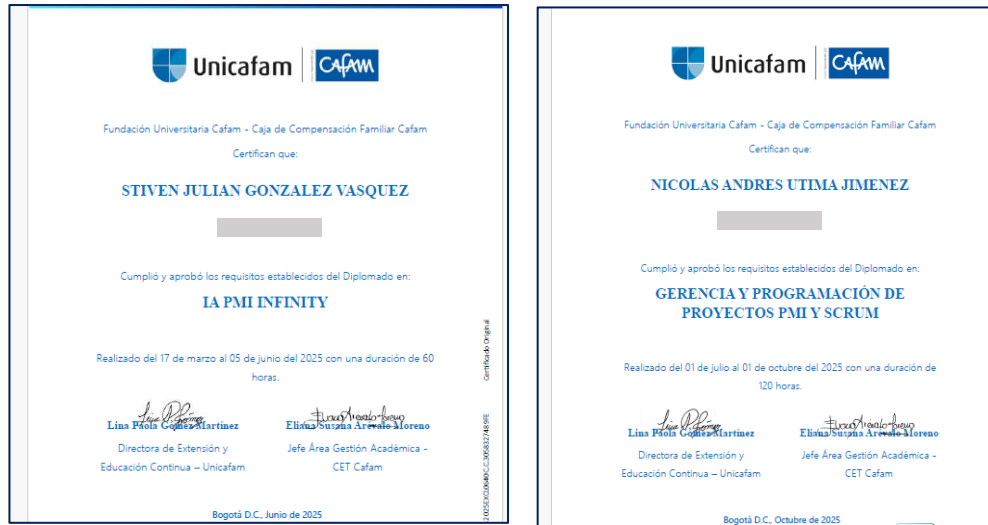 Unicafam CAFAM
Fundación Universitaria Cafam - Caja de Compensación Familiar Cafam
Certifican que:
STIVEN JULIAN GONZALEZ VASQUEZ
Cumplió y aprobó los requisitos establecidos del Diplomado en:
IA PMI INFINITY
Realizado del 17 de marzo al 05 de junio del 2025 con una duración de 60
horas.
Lina Paola Goméz Martínez
Directora de Extensión y
Educación Continua – Unicafam
Eliana Susana Arevalo Moreno
Jefe Área Gestión Académica -
CET Cafam
Bogotá D.C., Junio de 2025
Certificado Original
Unicafam CAFAM
Fundación Universitaria Cafam - Caja de Compensación Familiar Cafam
Certifican que:
NICOLAS ANDRES UTIMA JIMENEZ
Cumplió y aprobó los requisitos establecidos del Diplomado en:
GERENCIA Y PROGRAMACIÓN DE
PROYECTOS PMI Y SCRUM
Realizado del 01 de julio al 01 de octubre del 2025 con una duración de
120 horas.
Lina Paola Goméz Martínez
Directora de Extensión y
Educación Continua – Unicafam
Eliana Susana Arevalo Moreno
Jefe Área Gestión Académica -
CET Cafam
Bogotá D.C., Octubre de 2025